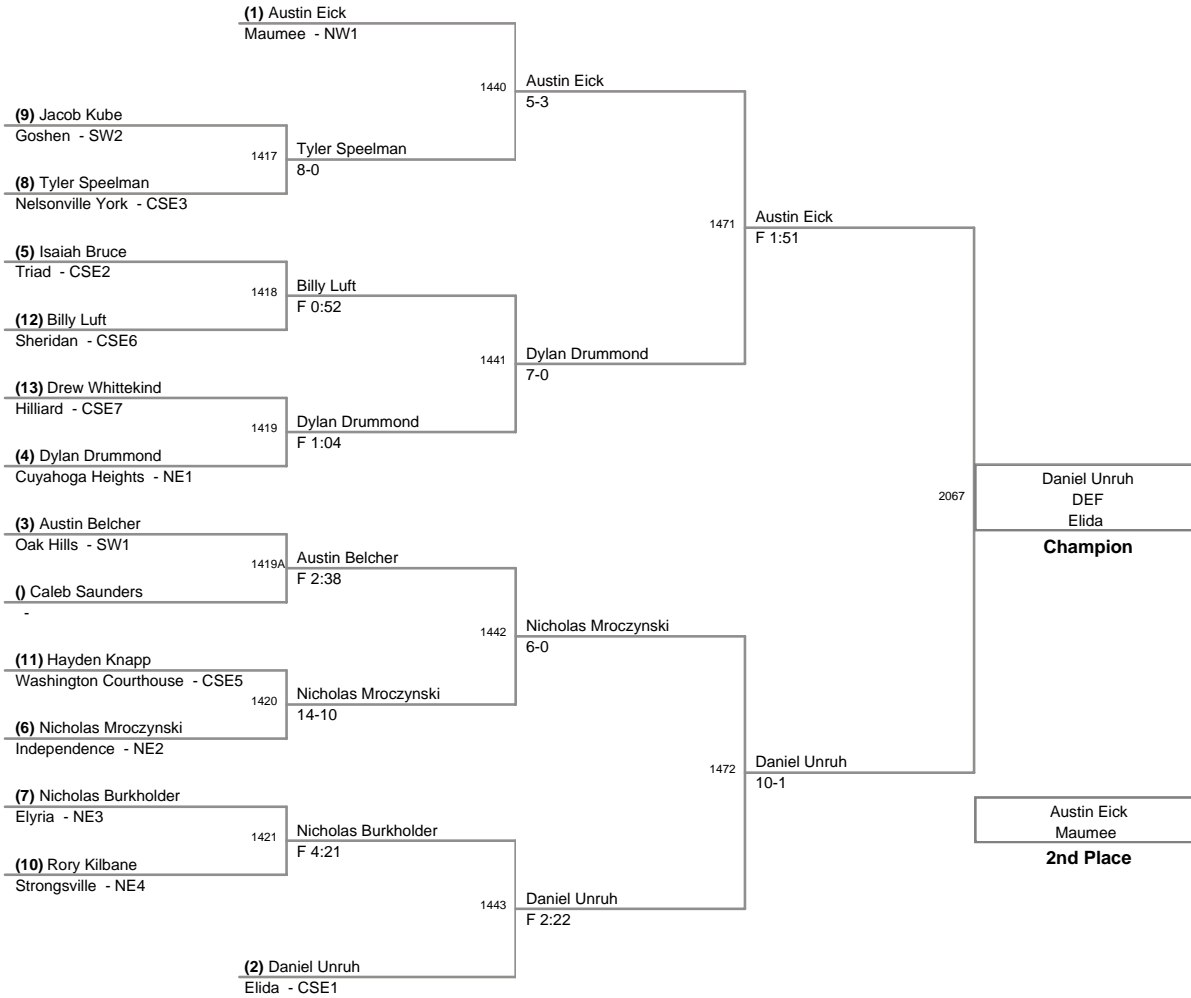 (1) Austin Eick
Maumee - NW1
1440
Austin Eick
5-3
(9) Jacob Kube
Goshen - SW2
1417
Tyler Speelman
8-0
(8) Tyler Speelman
Nelsonville York - CSE3
1471
Austin Eick
F 1:51
(5) Isaiah Bruce
Triad - CSE2
1418
Billy Luft
F 0:52
(12) Billy Luft
Sheridan - CSE6
1441
Dylan Drummond
7-0
(13) Drew Whittekind
Hilliard - CSE7
1419
Dylan Drummond
F 1:04
(4) Dylan Drummond
Cuyahoga Heights - NE1
2067
Daniel Unruh
DEF
Elida
Champion
(3) Austin Belcher
Oak Hills - SW1
1419A
Austin Belcher
F 2:38
() Caleb Saunders
-
1442
Nicholas Mroczynski
6-0
(11) Hayden Knapp
Washington Courthouse - CSE5
1420
Nicholas Mroczynski
14-10
(6) Nicholas Mroczynski
Independence - NE2
1472
Daniel Unruh
10-1
(7) Nicholas Burkholder
Elyria - NE3
1421
Nicholas Burkholder
F 4:21
(10) Rory Kilbane
Strongsville - NE4
Austin Eick
Maumee
2nd Place
1443
Daniel Unruh
F 2:22
(2) Daniel Unruh
Elida - CSE1